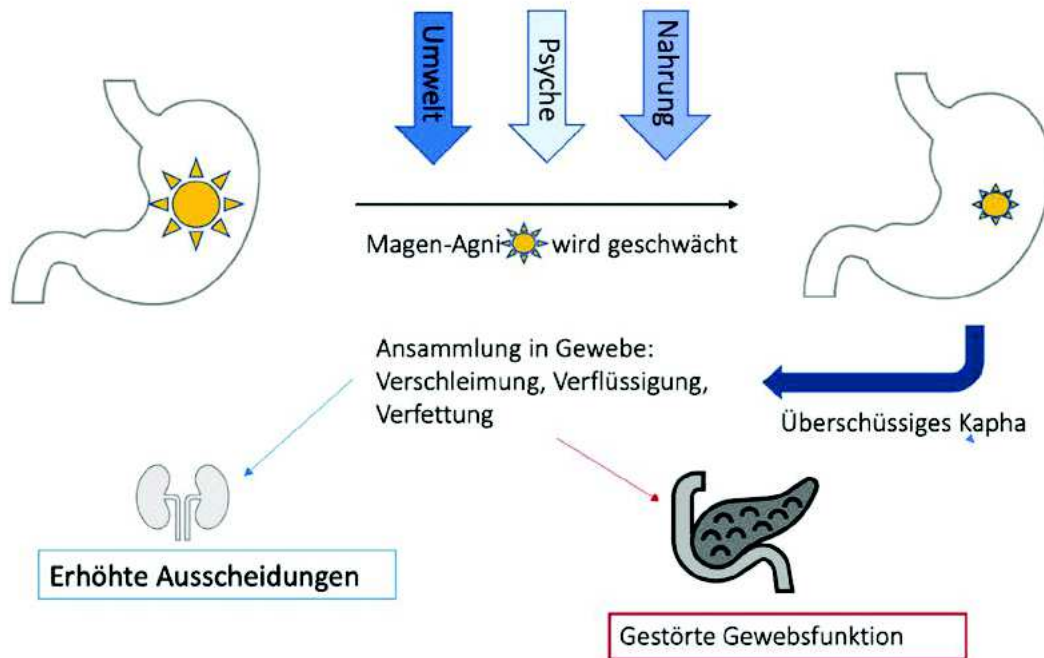 Umwelt
Psyche
Nahrung
Magen-Agni wird geschwächt
Ansammlung in Gewebe:
Verschleimung, Verflüssigung,
Verfettung
Überschüssiges Kapha
Erhöhte Ausscheidungen
Gestörte Gewebsfunktion